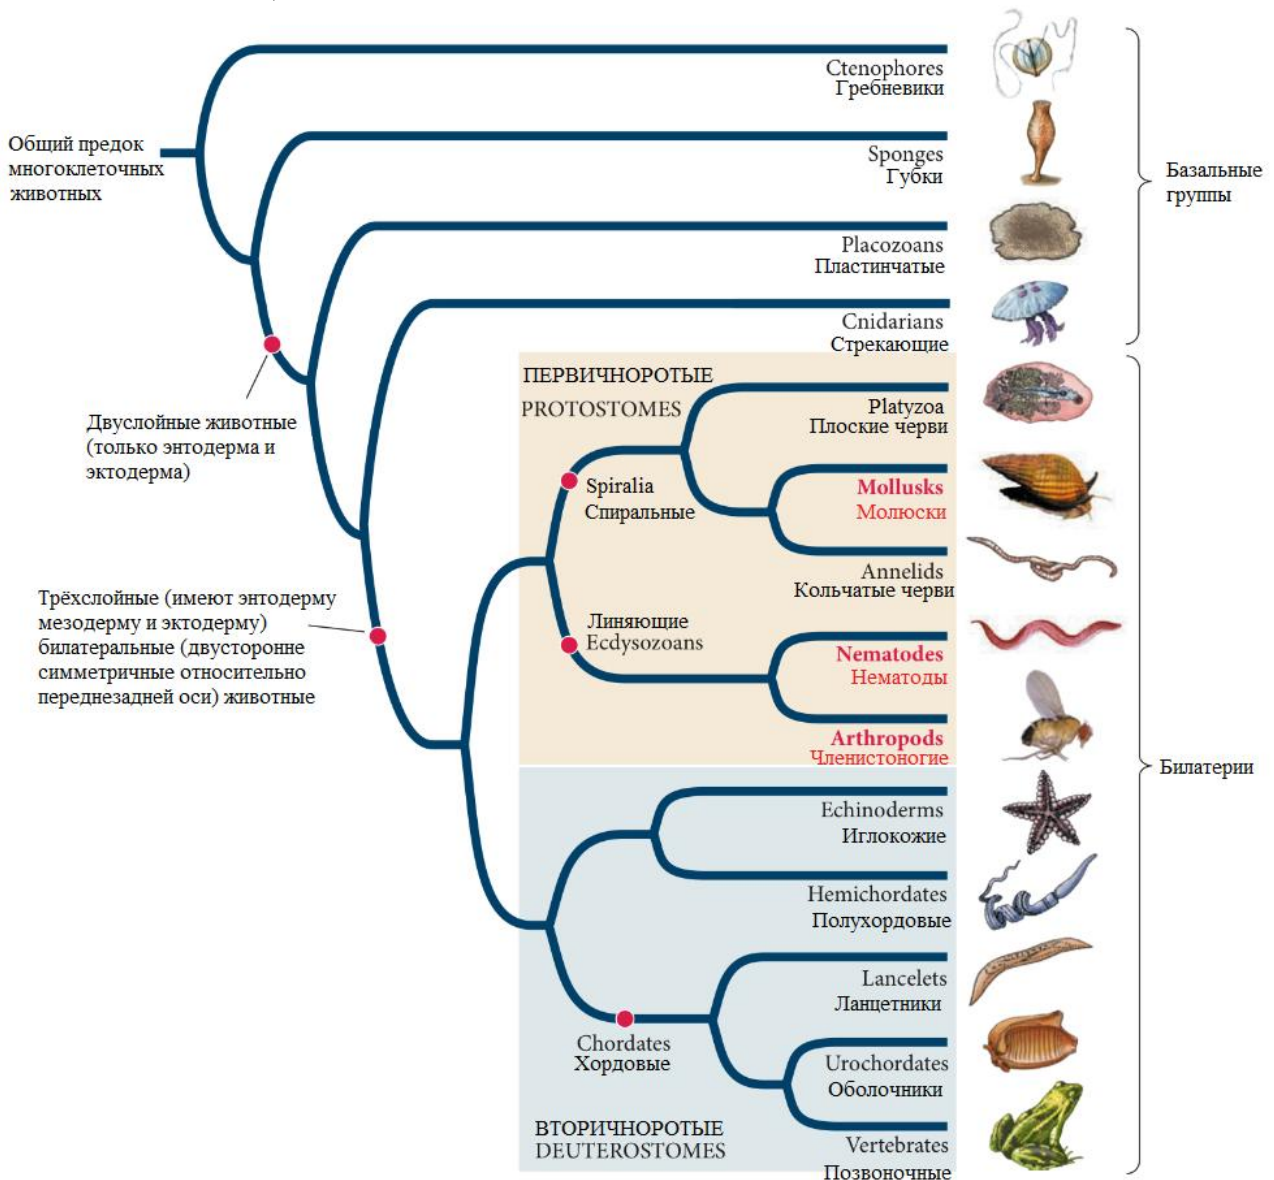 Ctenophores
Гребневики
Общий предок
многоклеточных
животных
Sponges
Губки
Базальные
группы
Placozoans
Пластинчатые
Cnidarians
Стрекающие
ПЕРВИЧНОРОТЫЕ
PROTOSTOMES
Platyzoa
Плоские черви
Двуслойные животные
(только энтодерма и
эктодерма)
Spiralia
Спиральные
Mollusks
Молюски
Annelids
Кольчатые черви
Трёхслойные (имеют энтодерму
мезодерму и эктодерму)
билатеральные (двусторонне
симметричные относительно
переднезадней оси) животные
Линяющие
Ecdysozoans
Nematodes
Нематоды
Arthropods
Членистоногие
Билатерии
Echinoderms
Иглокожие
Hemichordates
Полухордовые
Lancelets
Ланцетники
Chordates
Хордовые
Urochordates
Оболочники
ВТОРИЧНОРОТЫЕ
DEUTEROSTOMES
Vertebrates
Позвоночные